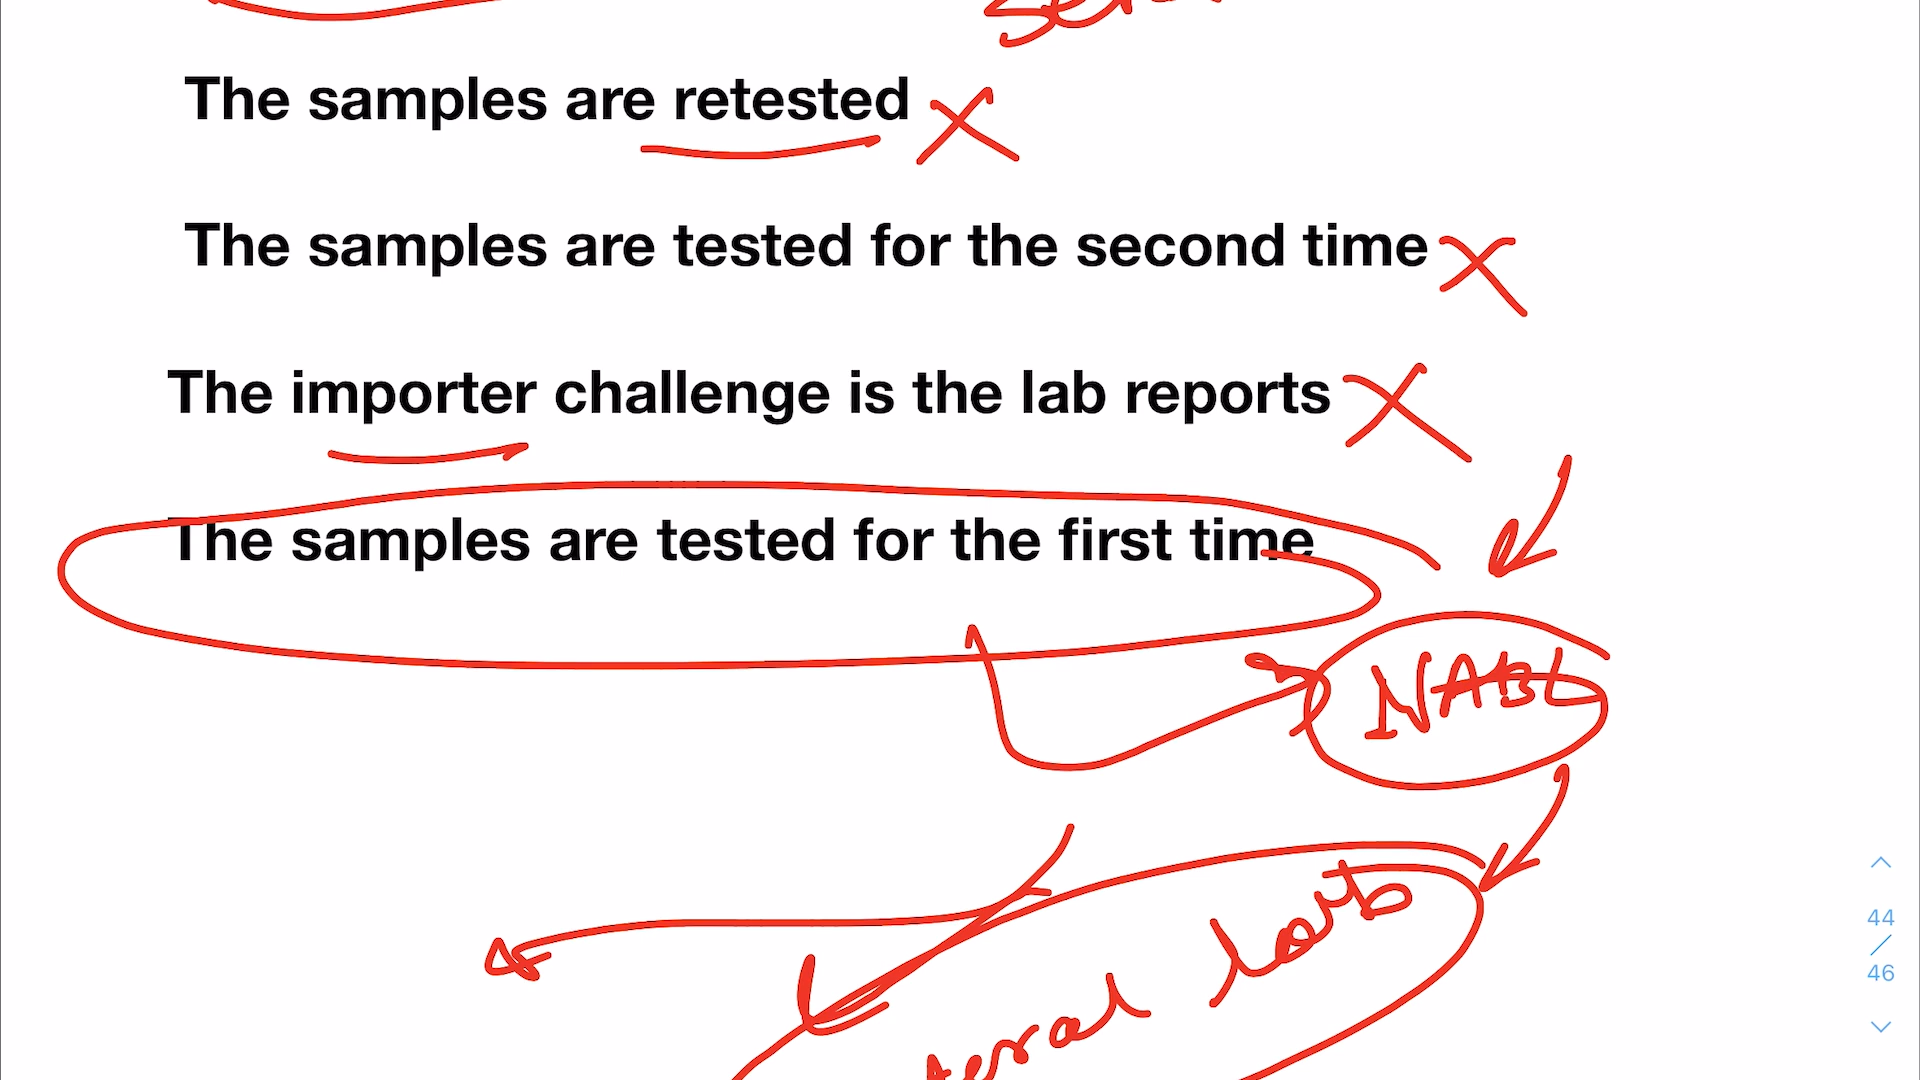 The samples are retested
The samples are tested for the second time
The importer challenge is the lab reports
The samples are tested for the first time
NABL
lab
44
/
46